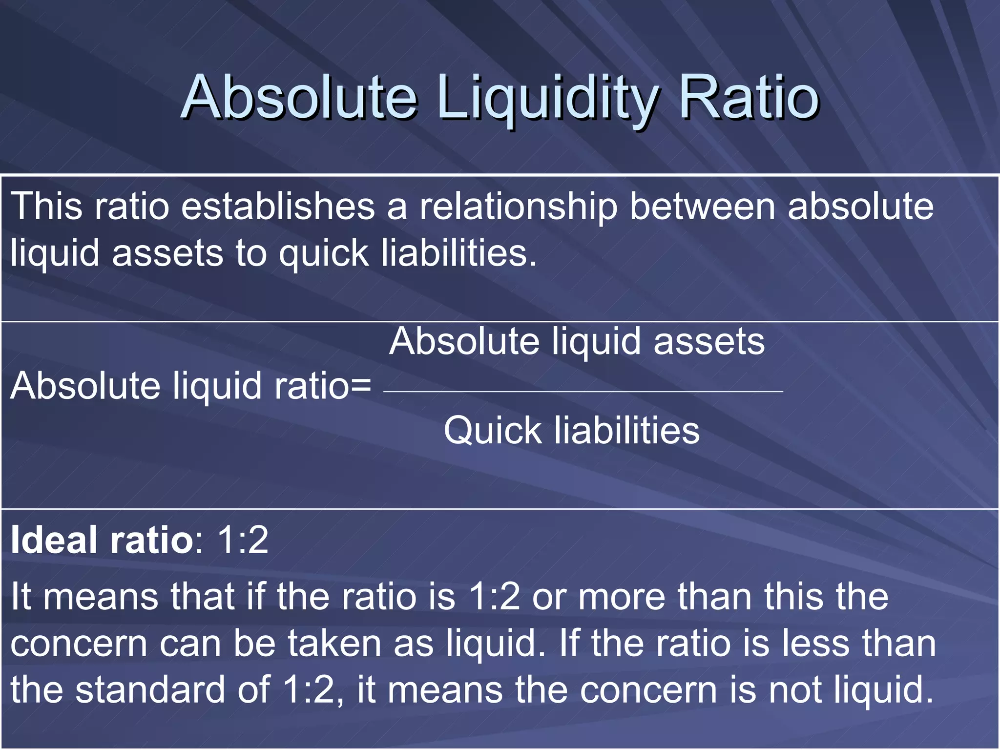 Absolute Liquidity Ratio
This ratio establishes a relationship between absolute
liquid assets to quick liabilities.
Absolute liquid assets
Absolute liquid ratio=
Quick liabilities
Ideal ratio: 1:2
It means that if the ratio is 1:2 or more than this the
concern can be taken as liquid. If the ratio is less than
the standard of 1:2, it means the concern is not liquid.